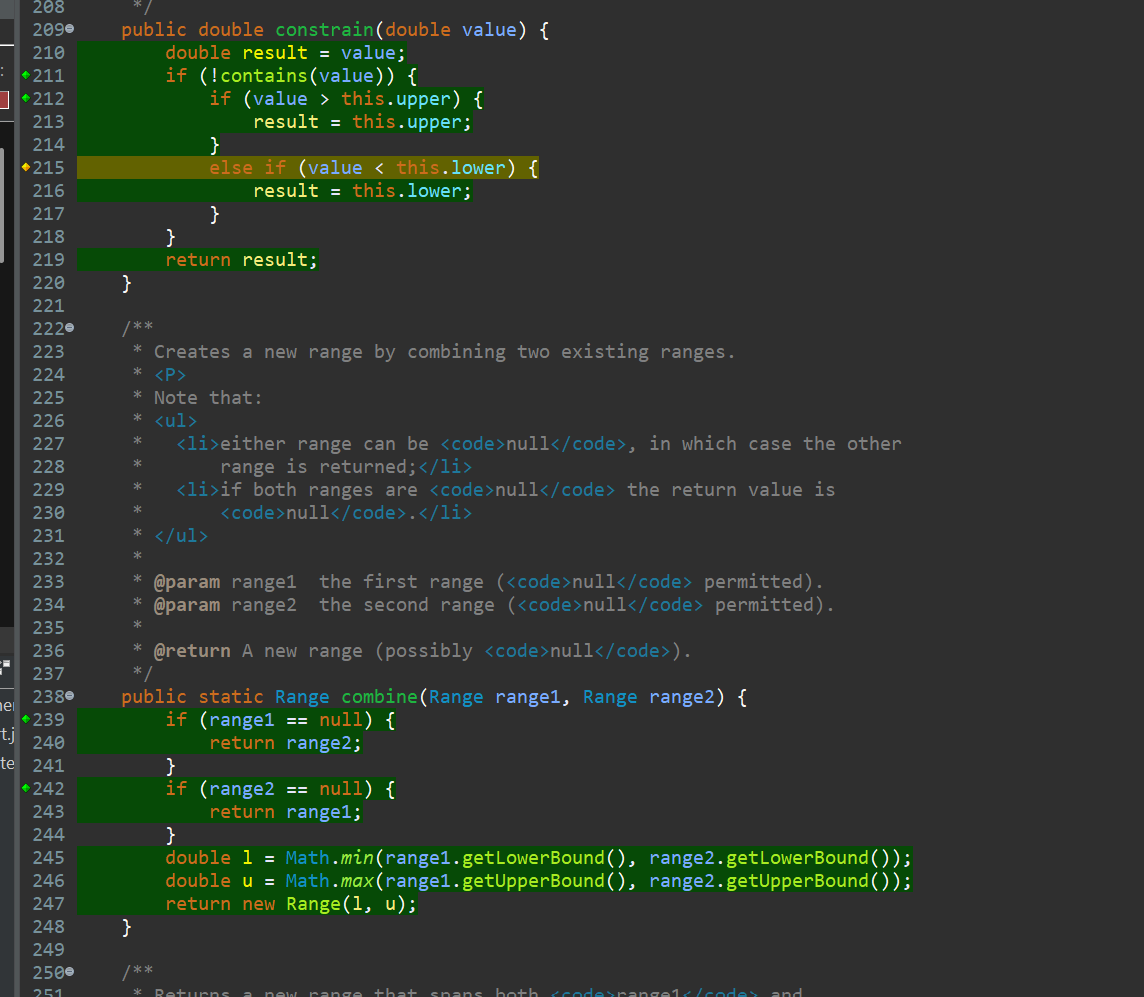 208 */
209 public double constrain(double value) {
210 double result = value;
211 if (!contains(value)) {
212 if (value > this.upper) {
213 result = this.upper;
214 }
215 else if (value < this.lower) {
216 result = this.lower;
217 }
218 }
219 return result;
220 }
221
222 /**
223 * Creates a new range by combining two existing ranges.
224 * <P>
225 * Note that:
226 * <ul>
227 * <li>either range can be <code>null</code>, in which case the other
228 * range is returned;</li>
229 * <li>if both ranges are <code>null</code> the return value is
230 * <code>null</code>.</li>
231 * </ul>
232 *
233 * @param range1 the first range (<code>null</code> permitted).
234 * @param range2 the second range (<code>null</code> permitted).
235 *
236 * @return A new range (possibly <code>null</code>).
237 */
238 public static Range combine(Range range1, Range range2) {
239 if (range1 == null) {
240 return range2;
241 }
242 if (range2 == null) {
243 return range1;
244 }
245 double l = Math.min(range1.getLowerBound(), range2.getLowerBound());
246 double u = Math.max(range1.getUpperBound(), range2.getUpperBound());
247 return new Range(l, u);
248 }
249
250 /**
251 * Returns a new range that spans both <code>range1</code> and